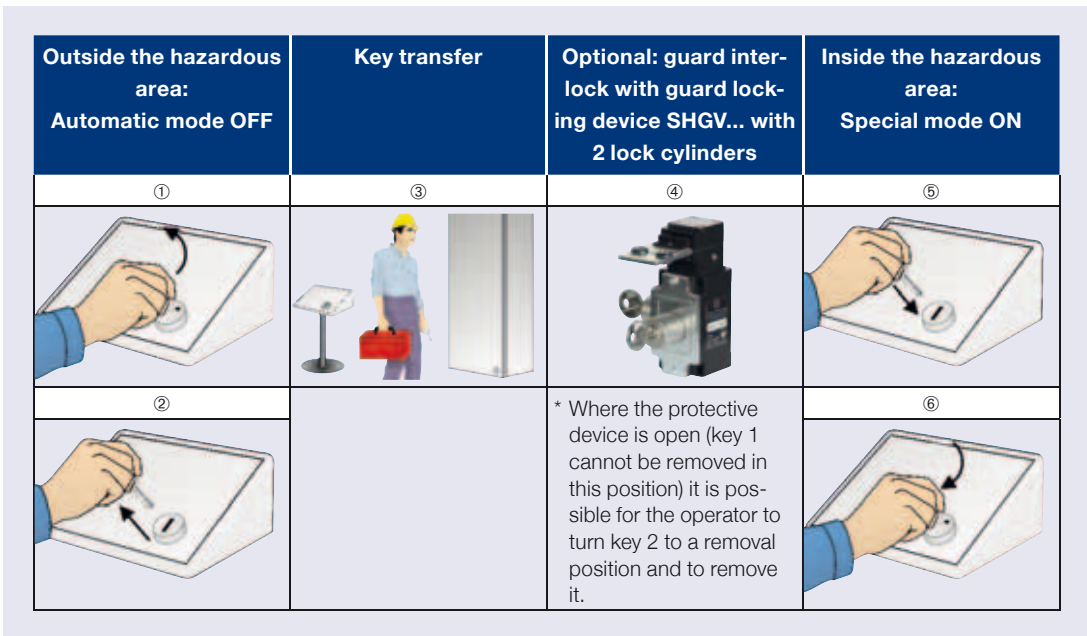 Outside the hazardous
area:
Automatic mode OFF
Key transfer
Optional: guard inter-
lock with guard lock-
ing device SHGV... with
2 lock cylinders
Inside the hazardous
area:
Special mode ON
①
③
④
⑤
②
* Where the protective
device is open (key 1
cannot be removed in
this position) it is pos-
sible for the operator to
turn key 2 to a removal
position and to remove
it.
⑥